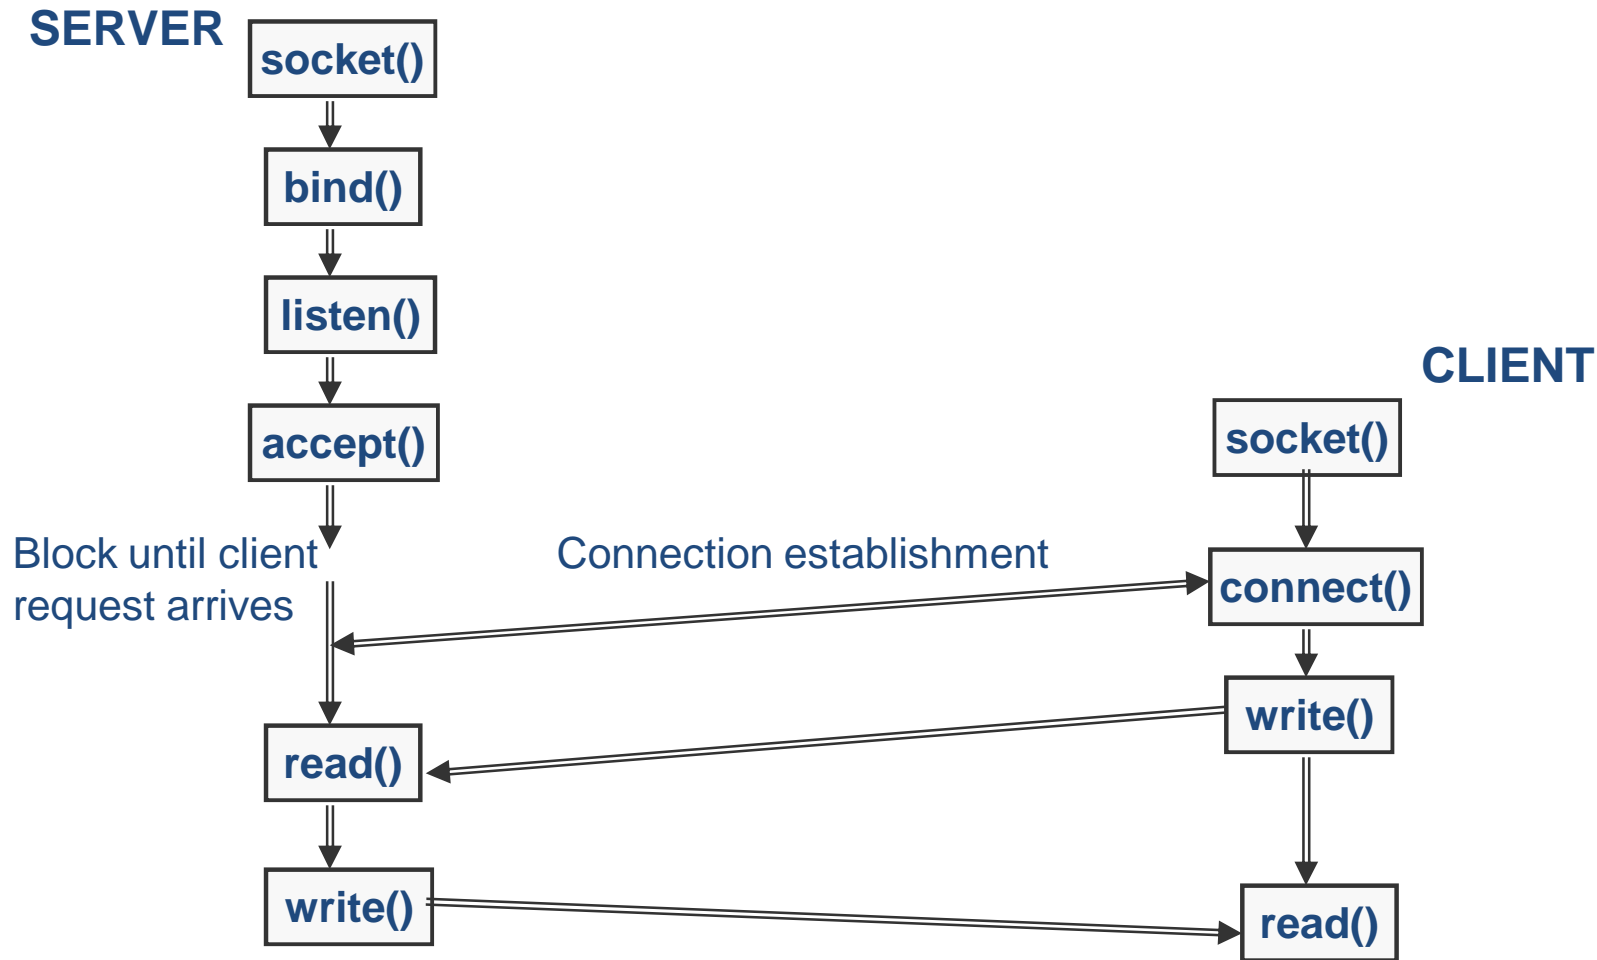 SERVER
socket()
bind()
listen()
accept()
Block until client
request arrives
read()
write()
Connection establishment
CLIENT
socket()
connect()
write()
read()